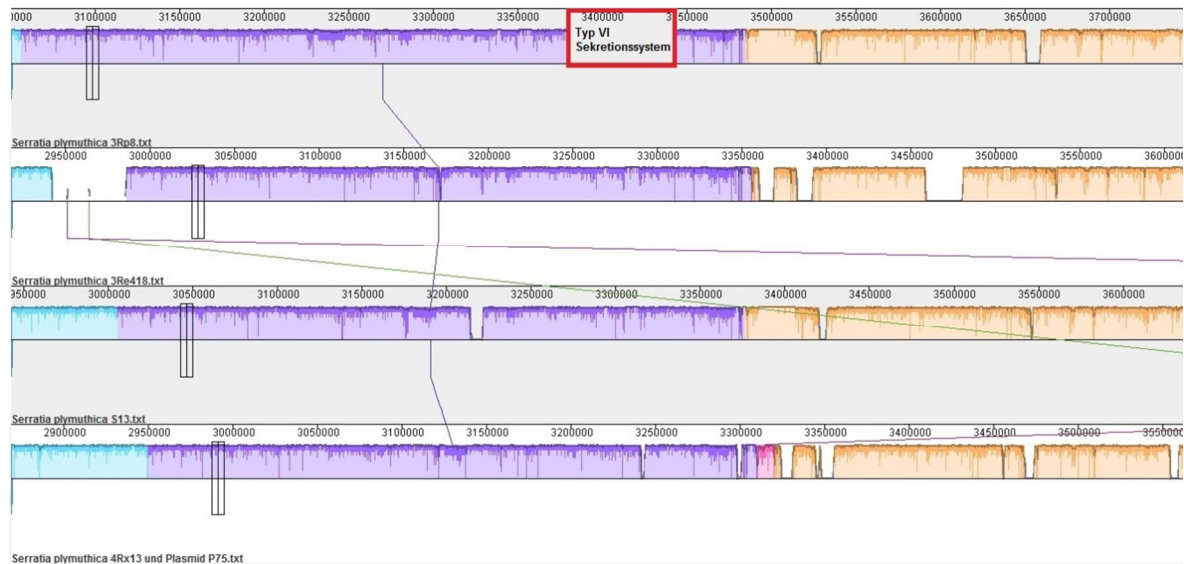 3100000 3150000 3200000 3250000 3300000 3350000 3400000 3500000 3550000 3600000 3650000 3700000
Typ VI
Sekretionssystem
Serratia plymuthica 3Rp8.txt
2950000 3000000 3050000 3100000 3150000 3200000 3250000 3300000 3350000 3400000 3450000 3500000 3550000 3600000
Serratia plymuthica 3Re418.txt
3000000 3050000 3100000 3150000 3200000 3250000 3300000 3350000 3400000 3450000 3500000 3550000 3600000
Serratia plymuthica S13.txt
2900000 2950000 3000000 3050000 3100000 3150000 3200000 3250000 3300000 3350000 3400000 3450000 3500000
Serratia plymuthica 4Rx13 und Plasmid P75.txt